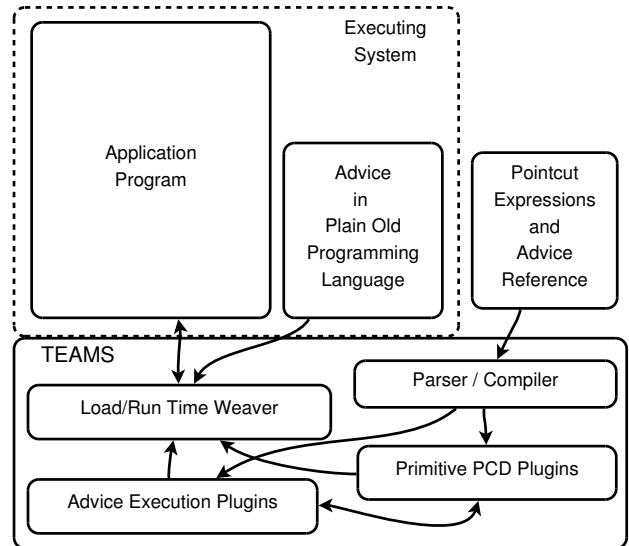 Executing
System
Application
Program
Advice
in
Plain Old
Programming
Language
Pointcut
Expressions
and
Advice
Reference
TEAMS
Parser / Compiler
Load/Run Time Weaver
Primitive PCD Plugins
Advice Execution Plugins